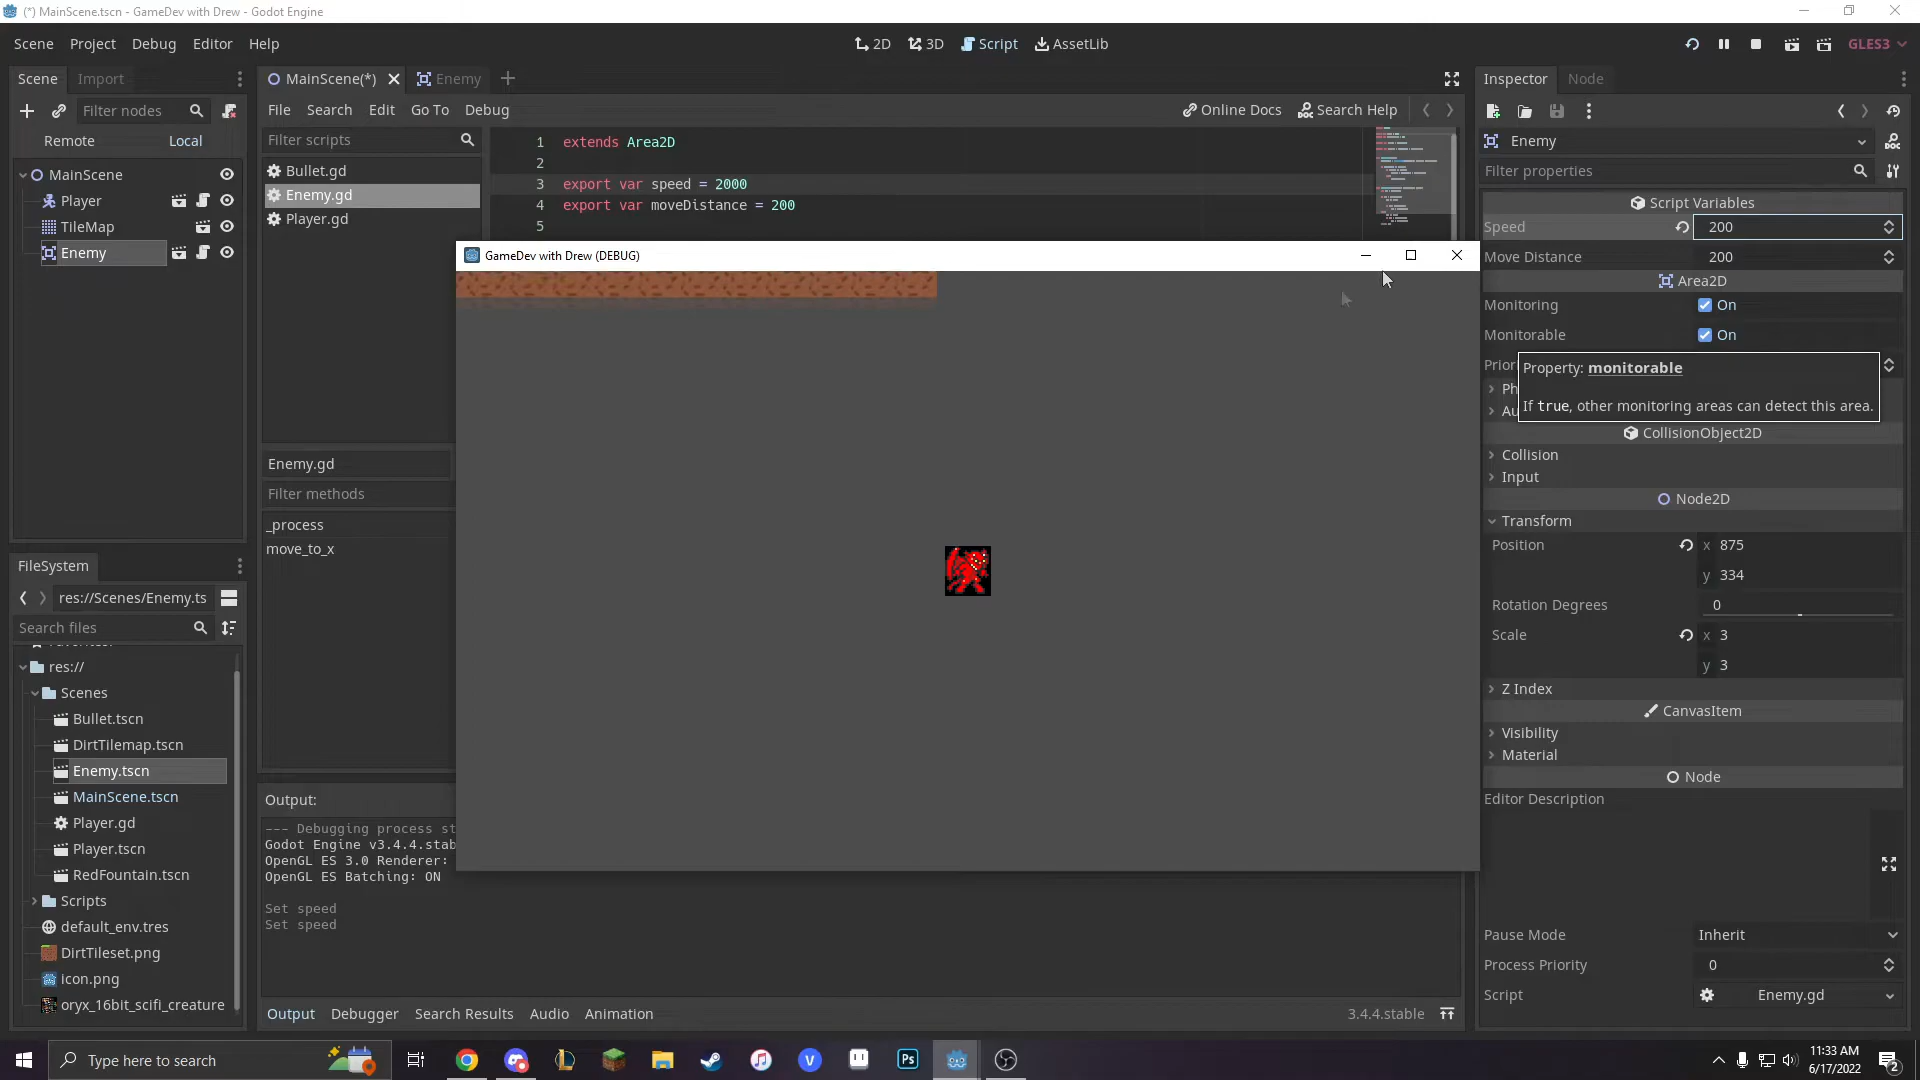 (*) MainScene.tscn - GameDev with Drew - Godot Engine
Scene Project Debug Editor Help
2D 3D Script AssetLib
GLES3
Scene Import
MainScene(*) Enemy
Inspector Node
Filter nodes
File Search Edit Go To Debug
Online Docs Search Help
Remote Local
Filter scripts
Enemy
Filter properties
MainScene
Player
TileMap
Enemy
Bullet.gd
Enemy.gd
Player.gd
1 extends Area2D
2
3 export var speed = 2000
4 export var moveDistance = 200
5
GameDev with Drew (DEBUG)
Script Variables
Speed 200
Move Distance 200
Area2D
Monitoring On
Monitorable On
Prior
Property: monitorable
Ph
If true, other monitoring areas can detect this area.
Au
CollisionObject2D
Collision
Input
Node2D
Transform
Position x 875
y 334
Rotation Degrees 0
Scale x 3
y 3
Z Index
CanvasItem
Visibility
Material
Node
Editor Description
Pause Mode Inherit
Process Priority 0
Script Enemy.gd
Enemy.gd
Filter methods
_process
move_to_x
FileSystem
res://Scenes/Enemy.ts
Search files
res://
Scenes
Bullet.tscn
DirtTilemap.tscn
Enemy.tscn
MainScene.tscn
Player.gd
Player.tscn
RedFountain.tscn
Scripts
default_env.tres
DirtTileset.png
icon.png
oryx_16bit_scifi_creature
Output:
--- Debugging process st
Godot Engine v3.4.4.stab
OpenGL ES 3.0 Renderer:
OpenGL ES Batching: ON
Set speed
Set speed
Output Debugger Search Results Audio Animation
3.4.4.stable
Type here to search
Ps
11:33 AM
6/17/2022
2